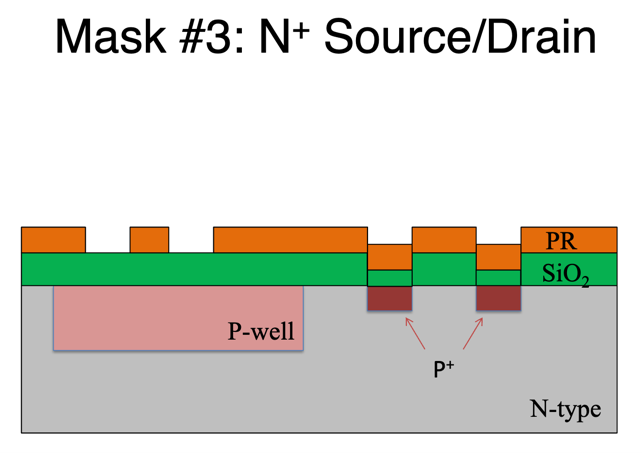 Mask #3: N⁺ Source/Drain
PR
SiO₂
P-well
P⁺
N-type